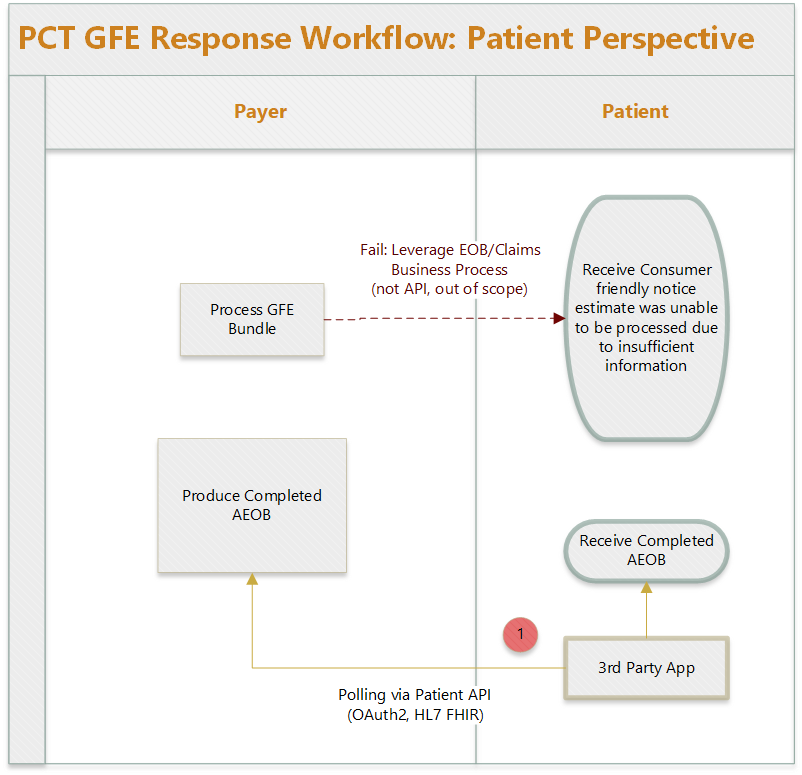 PCT GFE Response Workflow: Patient Perspective
Payer
Patient
Fail: Leverage EOB/Claims
Business Process
(not API, out of scope)
Process GFE
Bundle
Receive Consumer
friendly notice
estimate was unable
to be processed due
to insufficient
information
Produce Completed
AEOB
Receive Completed
AEOB
1
3rd Party App
Polling via Patient API
(OAuth2, HL7 FHIR)